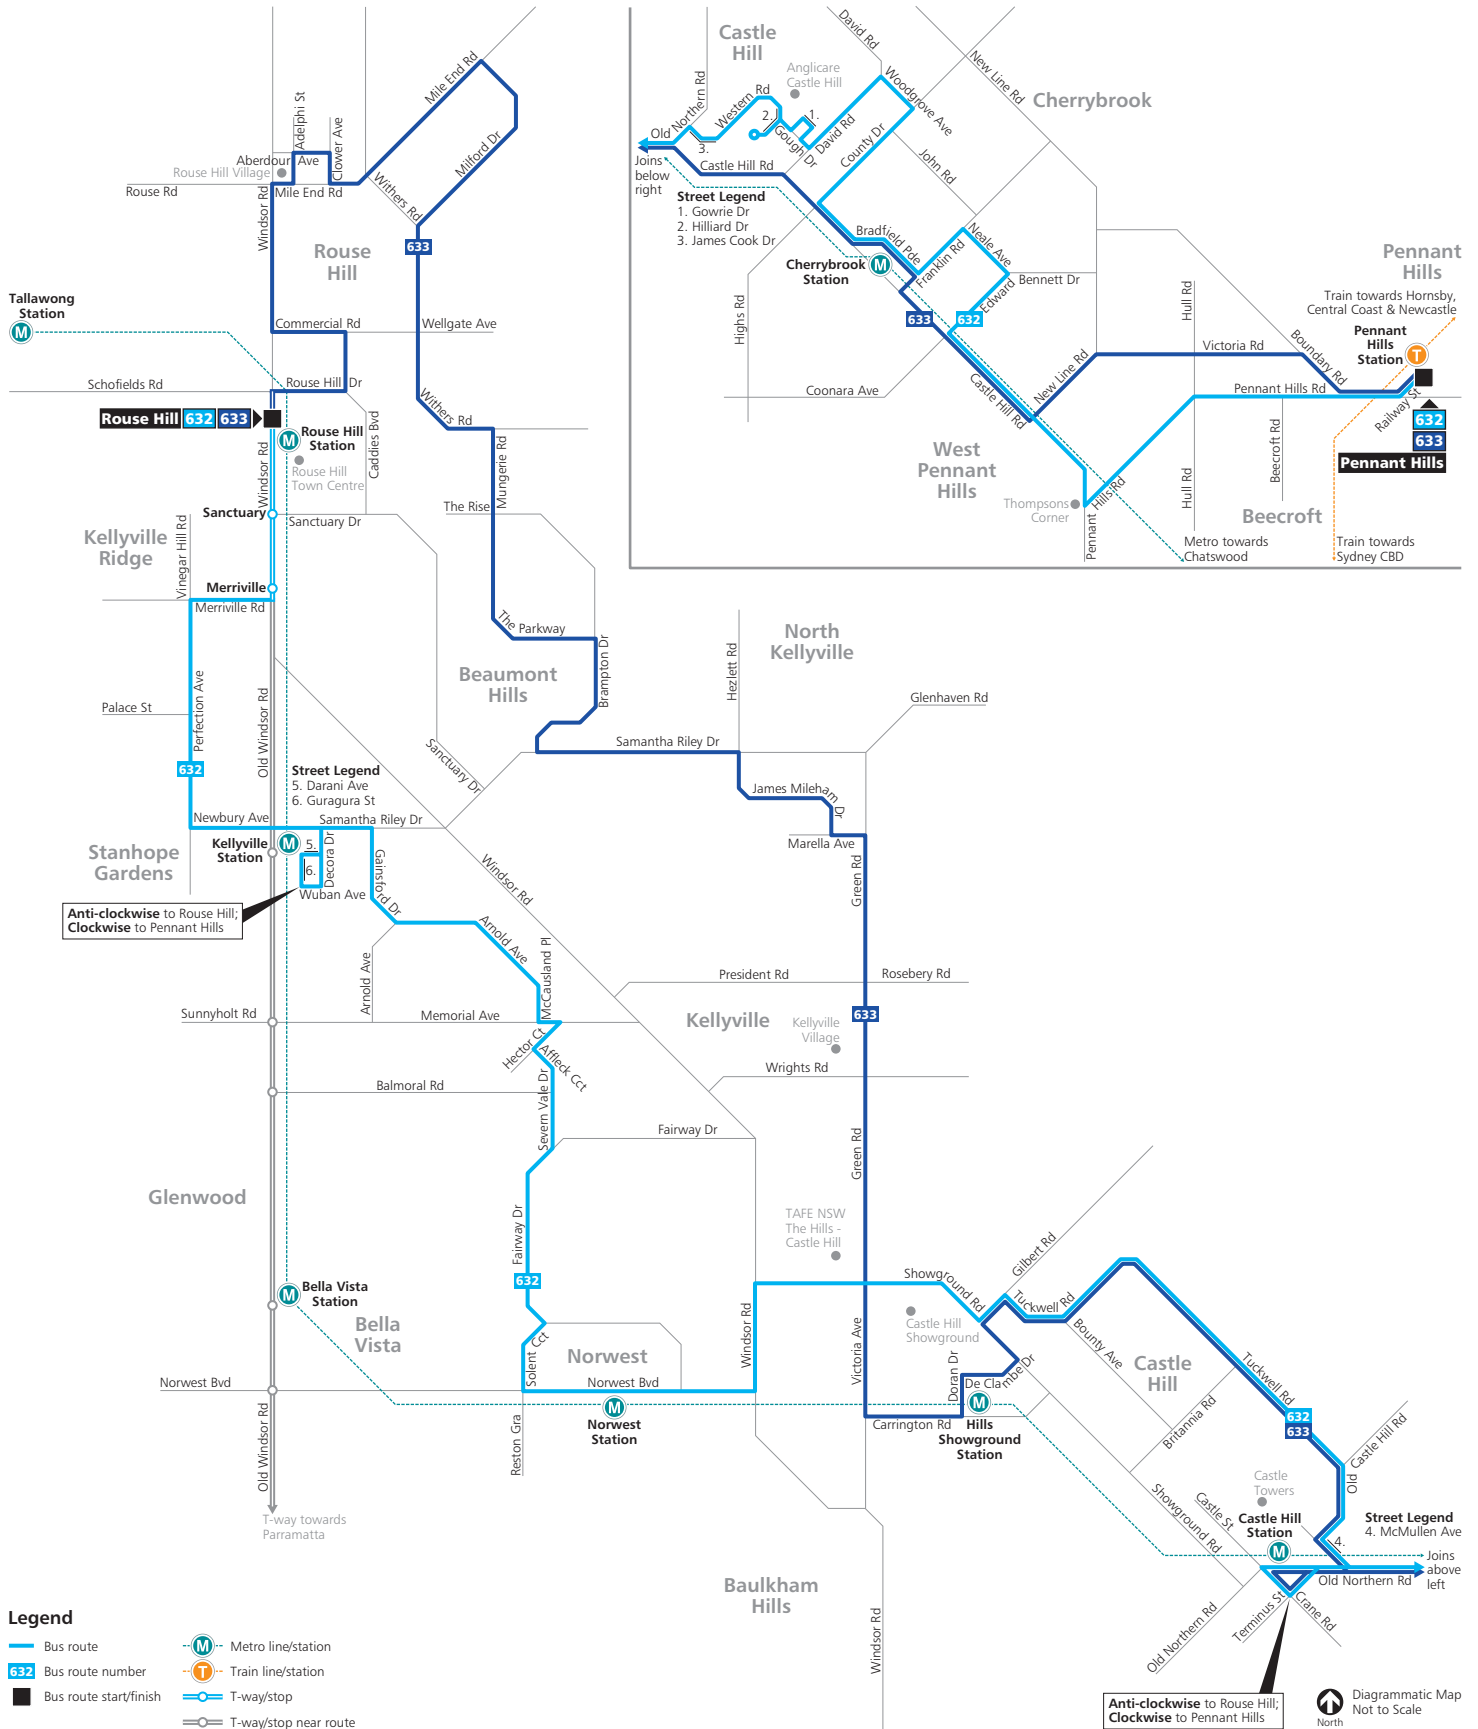 Castle
Hill
David Rd
Northern Rd
Anglicare
Castle Hill
Woodgrove Ave
New Line Rd
Cherrybrook
Western
Rd
Old
1.
2.
3.
Gough Dr
David Rd
County Dr
John Rd
Joins
below
right
Castle Hill Rd
Street Legend
1. Gowrie Dr
2. Hilliard Dr
3. James Cook Dr
Bradfield Pde
Franklin Rd
Neale Ave
Bennett Dr
Edward
Cherrybrook
Station
M
Highs Rd
633
632
Hull Rd
Pennant
Hills
Train towards Hornsby,
Central Coast & Newcastle
Pennant
Hills
Station
T
Victoria Rd
Boundary Rd
New Line Rd
Coonara Ave
Castle Hill Rd
Pennant Hills Rd
Railway St
632
633
Pennant Hills
West
Pennant
Hills
Beecroft Rd
Hull Rd
Thompsons
Corner
Hills Rd
Pennant
Beecroft
Metro towards
Chatswood
Train towards
Sydney CBD
Mile End Rd
Adelphi St
Clower Ave
Aberdour Ave
Rouse Hill Village
Rouse Rd
Mile End Rd
Withers Rd
Milford Dr
Withers Rd
Windsor Rd
633
Rouse
Hill
Tallawong
Station
M
Commercial Rd
Wellgate Ave
Schofields Rd
Rouse Hill Dr
Rouse Hill
632
633
M
Rouse Hill
Station
Rouse Hill
Town Centre
Windsor Rd
Caddies Bvd
Withers Rd
Mungerie Rd
The Rise
Sanctuary
Sanctuary Dr
Kellyville
Ridge
Vinegar Hill Rd
Merriville
Merriville Rd
The Parkway
Brampton Dr
Beaumont
Hills
North
Kellyville
Hezlett Rd
Glenhaven Rd
Palace St
Perfection Ave
Old Windsor Rd
Sanctuary Dr
Samantha Riley Dr
632
Street Legend
5. Darani Ave
6. Guragura St
James Mileham
Dr
Newbury Ave
Samantha Riley Dr
Marella Ave
Stanhope
Gardens
Kellyville
Station
M
5.
6.
Decora Dr
Wuban Ave
Gainsford Dr
Windsor Rd
Green Rd
Anti-clockwise to Rouse Hill;
Clockwise to Pennant Hills
Arnold Ave
Arnold Ave
McCausland Pl
President Rd
Rosebery Rd
Sunnyholt Rd
Memorial Ave
Kellyville
Kellyville
Village
633
Hector Ct
Affleck Cct
Wrights Rd
Balmoral Rd
Severn Vale Dr
Fairway Dr
Green Rd
Glenwood
Fairway Dr
TAFE NSW
The Hills -
Castle Hill
Gilbert Rd
632
M
Bella Vista
Station
Showground Rd
Castle Hill
Showground
Tuckwell Rd
Bounty Ave
Bella
Vista
Solent Cct
Norwest
Windsor Rd
Victoria Ave
Castle
Hill
Tuckwell Rd
Norwest Bvd
Norwest Bvd
Doran Dr
De Clambe Dr
M
Norwest
Station
Carrington Rd
M
Hills
Showground
Station
Britannia Rd
632
633
Castle Hill Rd
Old Windsor Rd
Reston Gra
Old
T-way towards
Parramatta
Castle
Towers
Showground Rd
Castle St
Castle Hill
Station
M
Street Legend
4. McMullen Ave
4.
Joins
above
left
Old Northern Rd
Baulkham
Hills
Windsor Rd
Old Northern Rd
Terminus St
Crane Rd
Legend
Bus route
632
Bus route number
Bus route start/finish
M
Metro line/station
T
Train line/station
T-way/stop
T-way/stop near route
Anti-clockwise to Rouse Hill;
Clockwise to Pennant Hills
North
Diagrammatic Map
Not to Scale